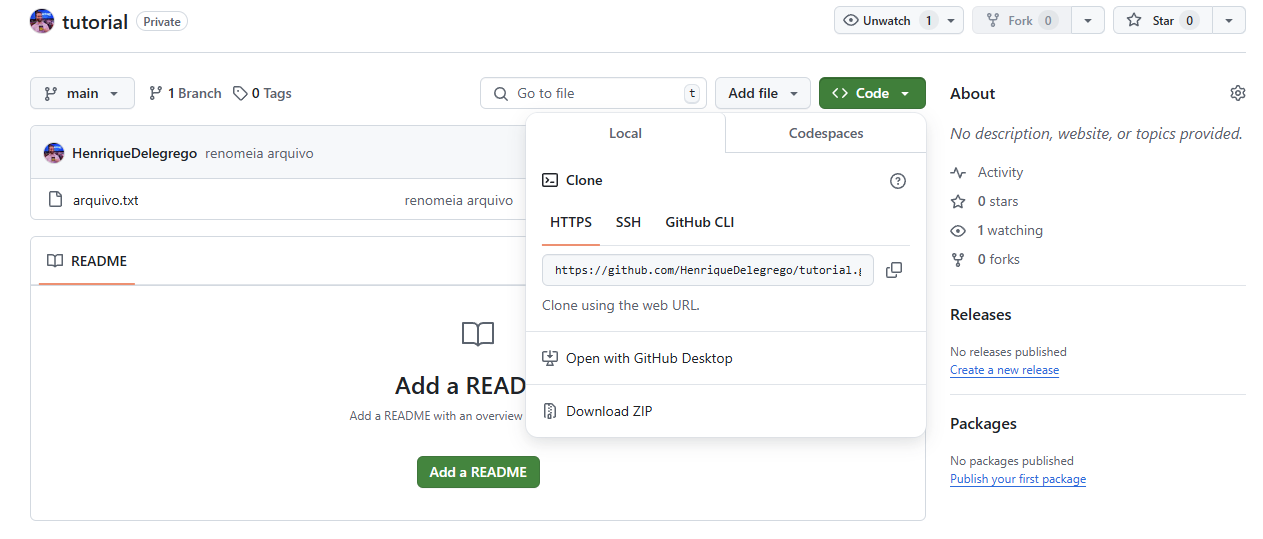 tutorial Private
Unwatch 1
Fork 0
Star 0
main
1 Branch
0 Tags
Go to file t
Add file
Code
HenriqueDelegrego renomeia arquivo
arquivo.txt renomeia arquivo
README
Add a READ
Add a README with an overview
Add a README
Local Codespaces
Clone
HTTPS SSH GitHub CLI
https://github.com/HenriqueDelegrego/tutorial.g
Clone using the web URL.
Open with GitHub Desktop
Download ZIP
About
No description, website, or topics provided.
Activity
0 stars
1 watching
0 forks
Releases
No releases published
Create a new release
Packages
No packages published
Publish your first package